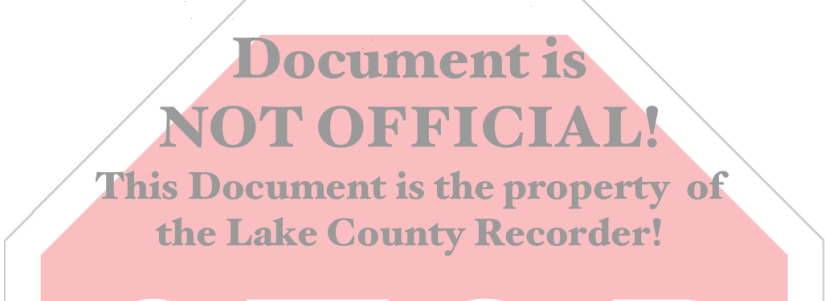 Document is
NOT OFFICIAL!
This Document is the property of
the Lake County Recorder!